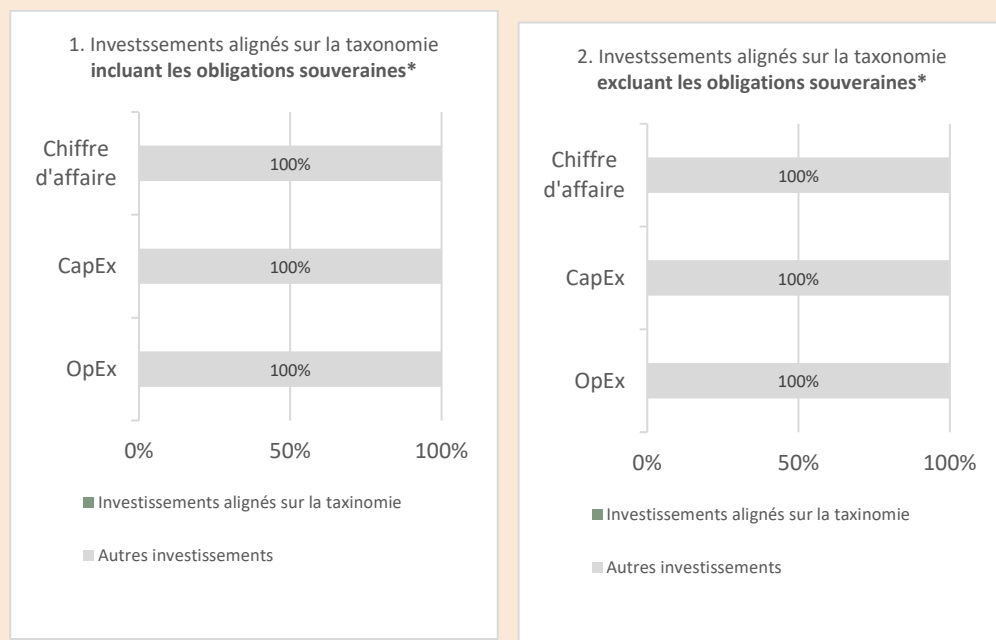 1. Investssements alignés sur la taxonomie
incluant les obligations souveraines*
Chiffre
d'affaire
100%
CapEx
100%
OpEx
100%
0%
50%
100%
Investissements alignés sur la taxinomie
Autres investissements
2. Investssements alignés sur la taxonomie
excluant les obligations souveraines*
Chiffre
d'affaire
100%
CapEx
100%
OpEx
100%
0%
50%
100%
Investissements alignés sur la taxinomie
Autres investissements